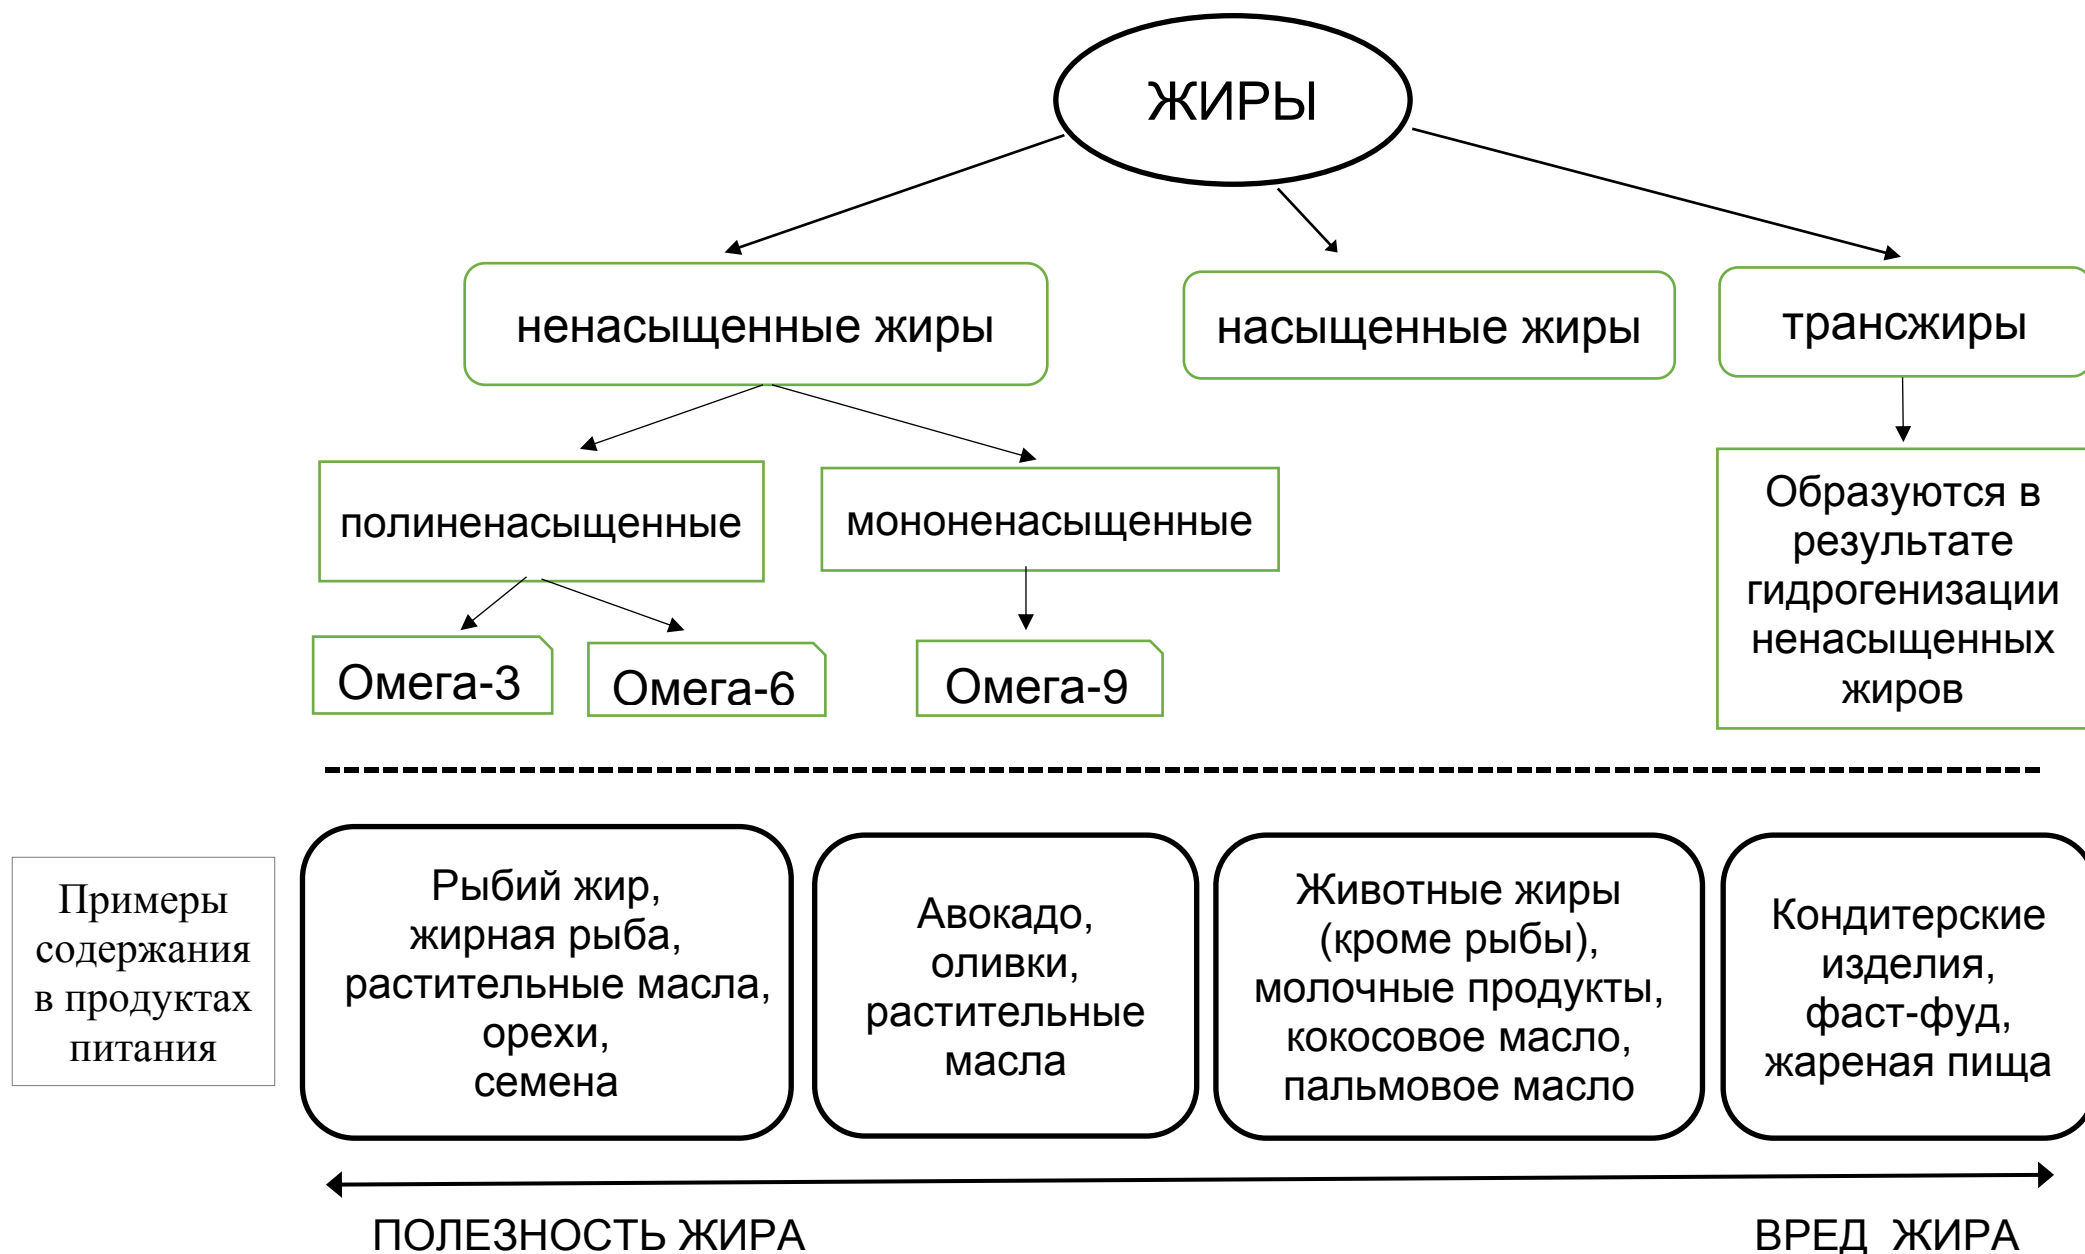 ЖИРЫ
ненасыщенные жиры
насыщенные жиры
трансжиры
полиненасыщенные
мононенасыщенные
Образуются в
результате
гидрогенизации
ненасыщенных
жиров
Омега-3
Омега-6
Омега-9
Примеры
содержания
в продуктах
питания
Рыбий жир,
жирная рыба,
растительные масла,
орехи,
семена
Авокадо,
оливки,
растительные
масла
Животные жиры
(кроме рыбы),
молочные продукты,
кокосовое масло,
пальмовое масло
Кондитерские
изделия,
фаст-фуд,
жареная пища
ПОЛЕЗНОСТЬ ЖИРА
ВРЕД ЖИРА